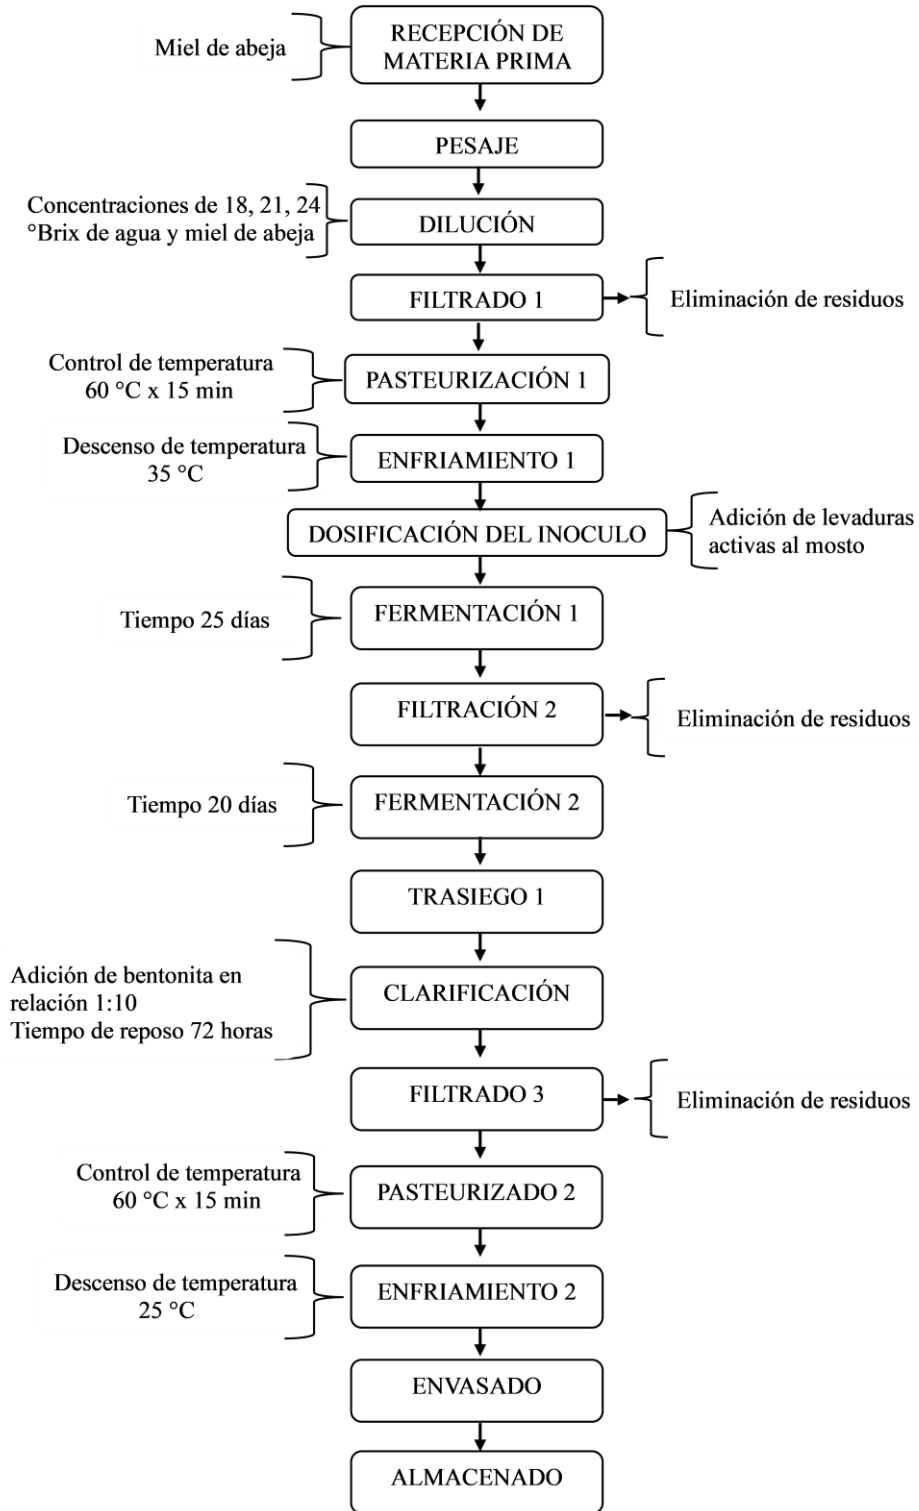 Miel de abeja
RECEPCIÓN DE
MATERIA PRIMA
PESAJE
Concentraciones de 18, 21, 24
°Brix de agua y miel de abeja
DILUCIÓN
FILTRADO 1
Eliminación de residuos
Control de temperatura
60 °C x 15 min
PASTEURIZACIÓN 1
Descenso de temperatura
35 °C
ENFRIAMIENTO 1
DOSIFICACIÓN DEL INOCULO
Adición de levaduras
activas al mosto
Tiempo 25 días
FERMENTACIÓN 1
FILTRACIÓN 2
Eliminación de residuos
Tiempo 20 días
FERMENTACIÓN 2
TRASIEGO 1
Adición de bentonita en
relación 1:10
Tiempo de reposo 72 horas
CLARIFICACIÓN
FILTRADO 3
Eliminación de residuos
Control de temperatura
60 °C x 15 min
PASTEURIZADO 2
Descenso de temperatura
25 °C
ENFRIAMIENTO 2
ENVASADO
ALMACENADO